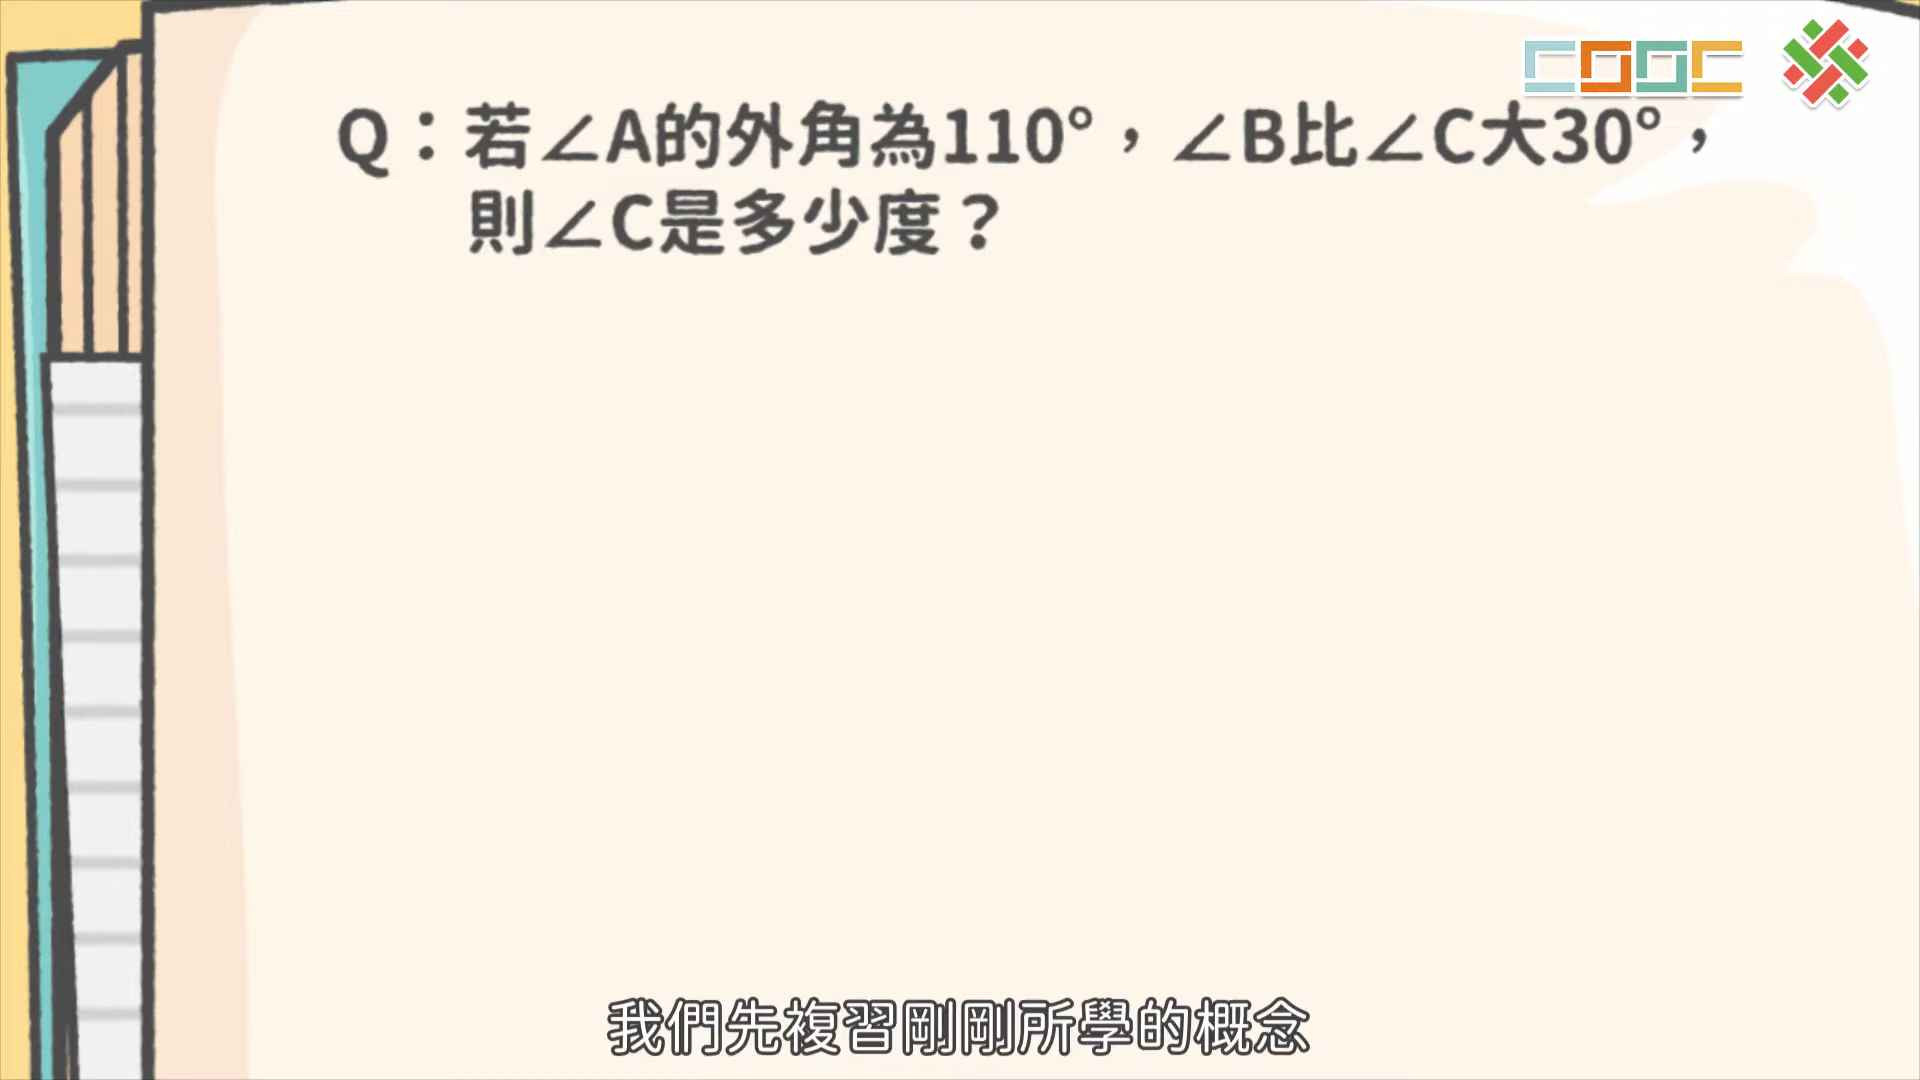 COOC
Q：若∠A的外角為110°，∠B比∠C大30°，
則∠C是多少度？
我們先複習剛剛所學的概念